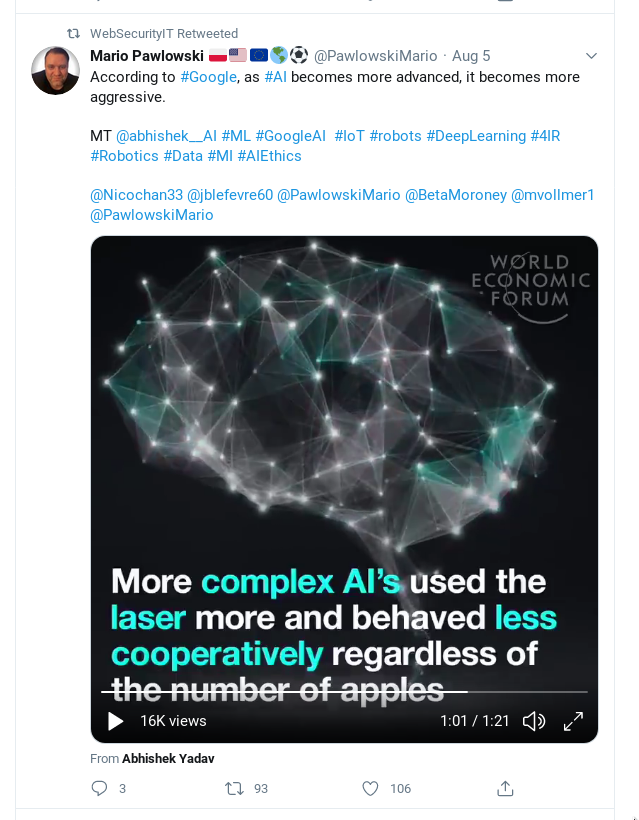 WebSecurityIT Retweeted
Mario Pawlowski 🇵🇱🇺🇸🇪🇺🌎⚽ @PawlowskiMario · Aug 5
According to #Google, as #AI becomes more advanced, it becomes more
aggressive.
MT @abhishek__AI #ML #GoogleAI #IoT #robots #DeepLearning #4IR
#Robotics #Data #MI #AIEthics
@Nicochan33 @jblefevre60 @PawlowskiMario @BetaMoroney @mvollmer1
@PawlowskiMario
WORLD
ECONOMIC
FORUM
More complex AI's used the
laser more and behaved less
cooperatively regardless of
the number of apples
16K views
1:01 / 1:21
From Abhishek Yadav
3 93 106